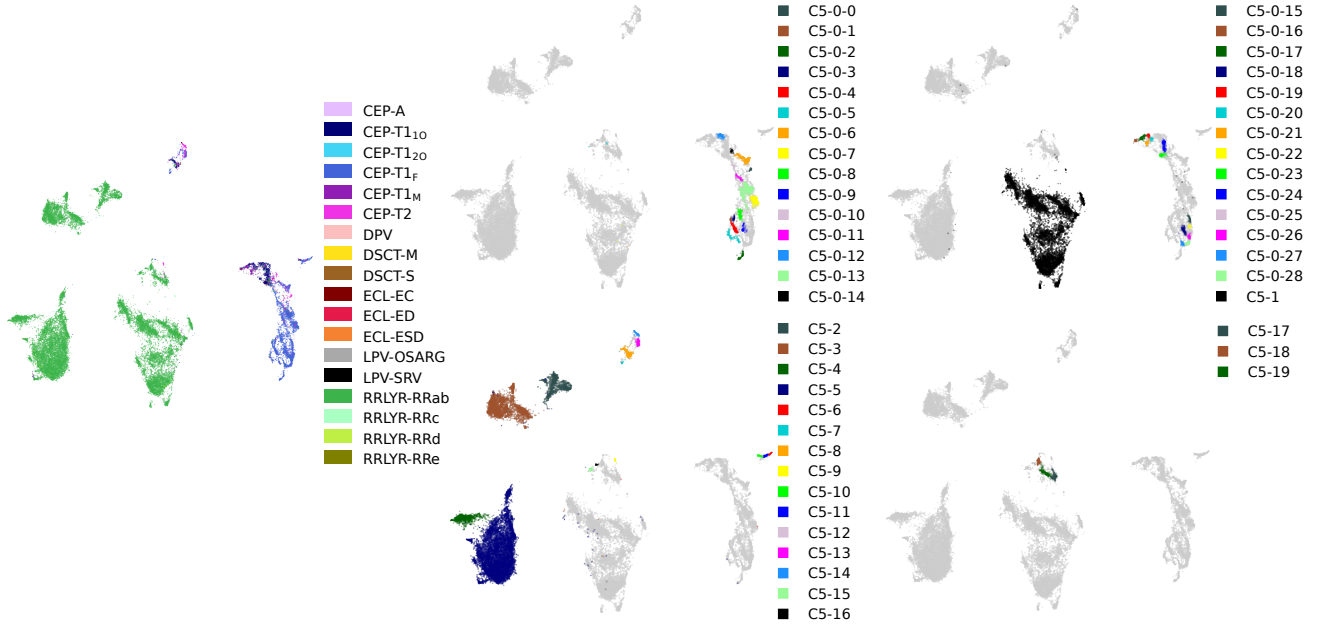 CEP-A
CEP-T1₁O
CEP-T1₂O
CEP-T1F
CEP-T1M
CEP-T2
DPV
DSCT-M
DSCT-S
ECL-EC
ECL-ED
ECL-ESD
LPV-OSARG
LPV-SRV
RRLYR-RRab
RRLYR-RRc
RRLYR-RRd
RRLYR-RRe
C5-0-0
C5-0-1
C5-0-2
C5-0-3
C5-0-4
C5-0-5
C5-0-6
C5-0-7
C5-0-8
C5-0-9
C5-0-10
C5-0-11
C5-0-12
C5-0-13
C5-0-14
C5-0-15
C5-0-16
C5-0-17
C5-0-18
C5-0-19
C5-0-20
C5-0-21
C5-0-22
C5-0-23
C5-0-24
C5-0-25
C5-0-26
C5-0-27
C5-0-28
C5-1
C5-2
C5-3
C5-4
C5-5
C5-6
C5-7
C5-8
C5-9
C5-10
C5-11
C5-12
C5-13
C5-14
C5-15
C5-16
C5-17
C5-18
C5-19